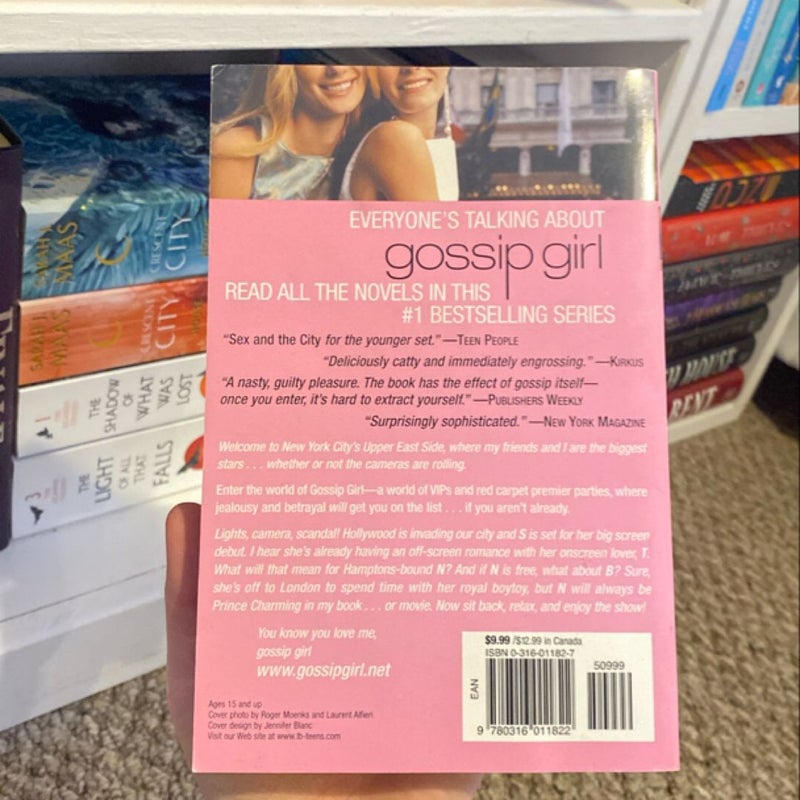 SARAH J. MAAS
CRESCENT CITY
SARAH J. MAAS
CRESCENT CITY
1
THE SHADOW OF WHAT WAS LOST
3
THE LIGHT OF ALL THAT FALLS
EVERYONE'S TALKING ABOUT
gossip girl
READ ALL THE NOVELS IN THIS
#1 BESTSELLING SERIES
"Sex and the City for the younger set." —TEEN PEOPLE
"Deliciously catty and immediately engrossing." —KIRKUS
"A nasty, guilty pleasure. The book has the effect of gossip itself—
once you enter, it's hard to extract yourself." —PUBLISHERS WEEKLY
"Surprisingly sophisticated." —NEW YORK MAGAZINE
Welcome to New York City's Upper East Side, where my friends and I are the biggest
stars . . . whether or not the cameras are rolling.
Enter the world of Gossip Girl—a world of VIPs and red carpet premier parties, where
jealousy and betrayal will get you on the list . . . if you aren't already.
Lights, camera, scandal! Hollywood is invading our city and S is set for her big screen
debut. I hear she's already having an off-screen romance with her onscreen lover, T.
What will that mean for Hamptons-bound N? And if N is free, what about B? Sure,
she's off to London to spend time with her royal boytoy, but N will always be
Prince Charming in my book . . . or movie. Now sit back, relax, and enjoy the show!
You know you love me,
gossip girl
www.gossipgirl.net
Ages 15 and up
Cover photo by Roger Moenks and Laurent Alfieri
Cover design by Jennifer Blanc
Visit our Web site at www.lb-teens.com
$9.99 /$12.99 in Canada
ISBN 0-316-01182-7
50999
EAN
9 780316 011822